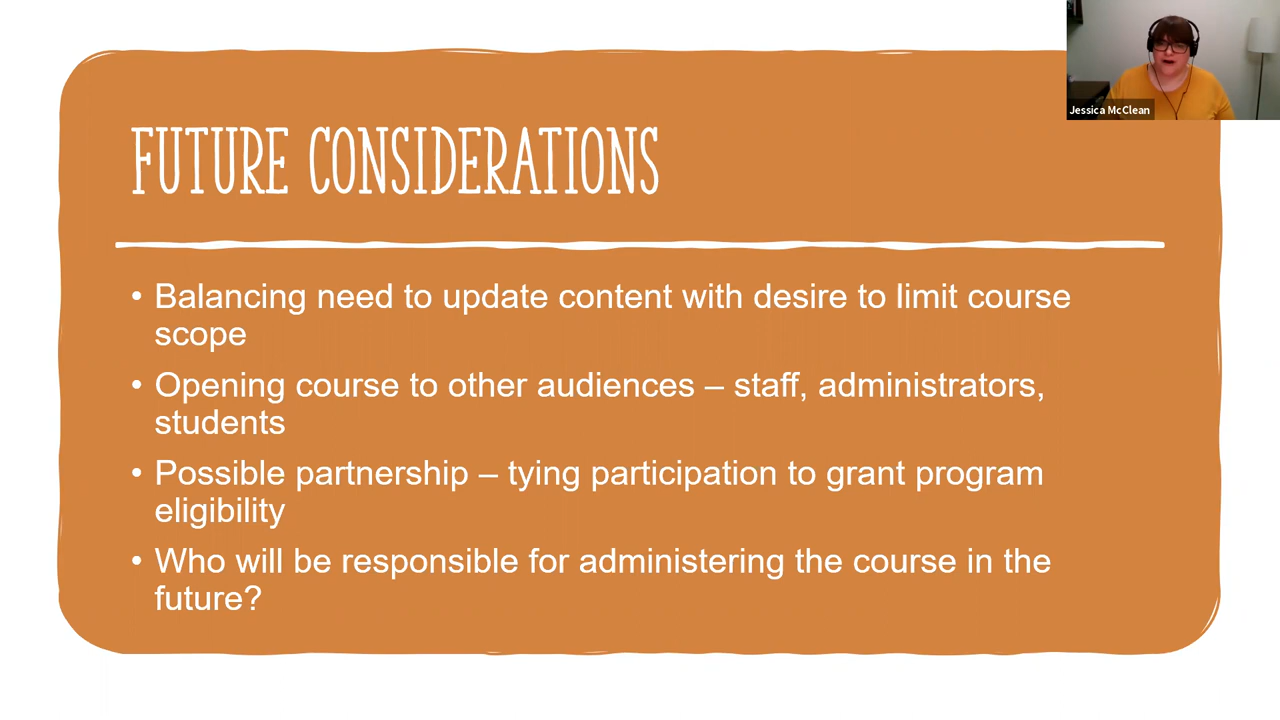 Jessica McClean
FUTURE CONSIDERATIONS
• Balancing need to update content with desire to limit course
scope
• Opening course to other audiences – staff, administrators,
students
• Possible partnership – tying participation to grant program
eligibility
• Who will be responsible for administering the course in the
future?